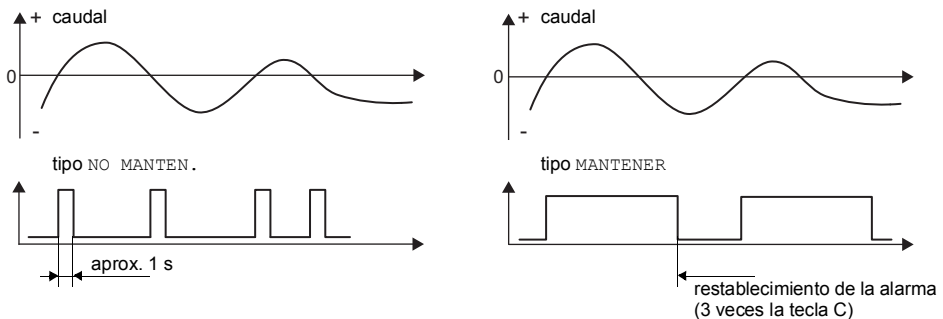 + caudal
0
-
tipo NO MANTEN.
aprox. 1 s
+ caudal
0
-
tipo MANTENER
restablecimiento de la alarma
(3 veces la tecla C)